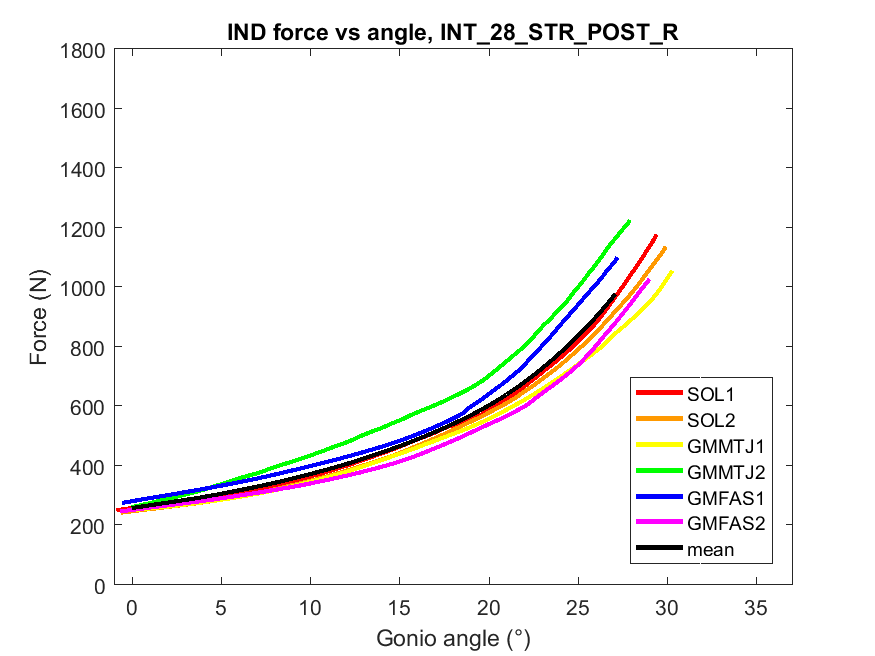 IND force vs angle, INT_28_STR_POST_R
1800
1600
1400
1200
1000
800
600
400
200
0
Force (N)
0 5 10 15 20 25 30 35
Gonio angle (°)
SOL1
SOL2
GMMTJ1
GMMTJ2
GMFAS1
GMFAS2
mean